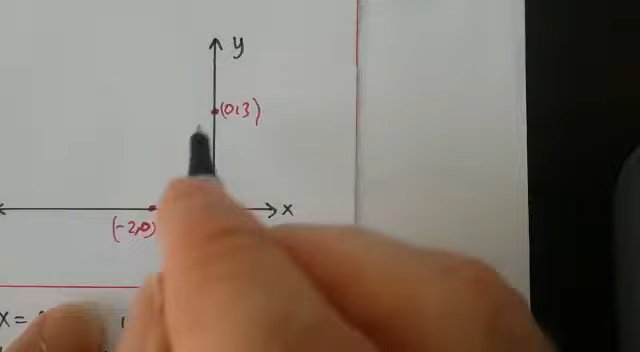 y
(0,3)
x
(-2,0)
x =